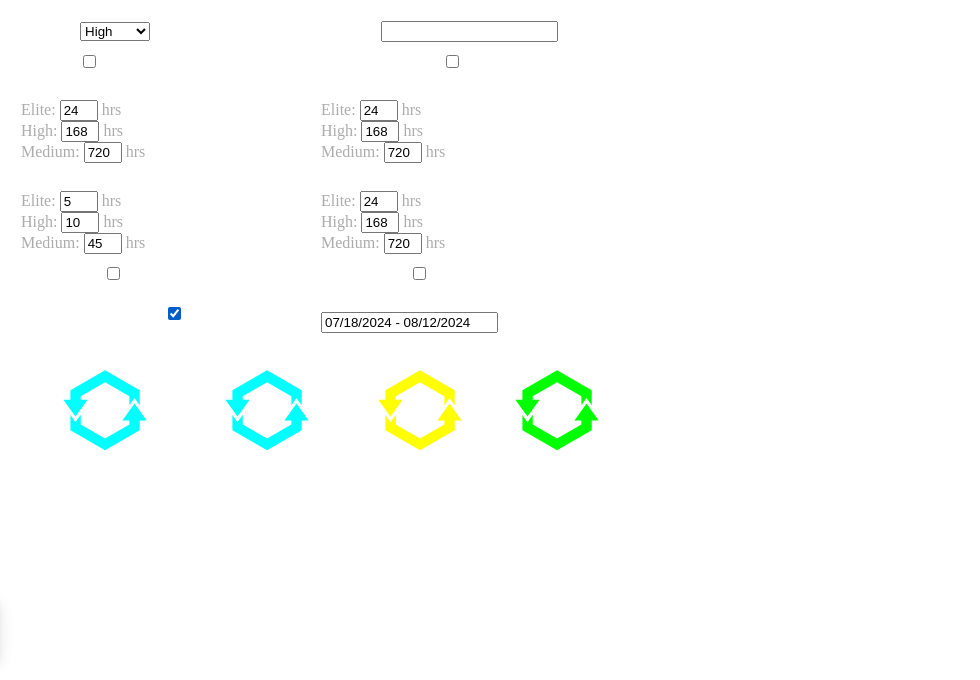 High
Elite: 24 hrs Elite: 24 hrs
High: 168 hrs High: 168 hrs
Medium: 720 hrs Medium: 720 hrs
Elite: 5 hrs Elite: 24 hrs
High: 10 hrs High: 168 hrs
Medium: 45 hrs Medium: 720 hrs
07/18/2024 - 08/12/2024